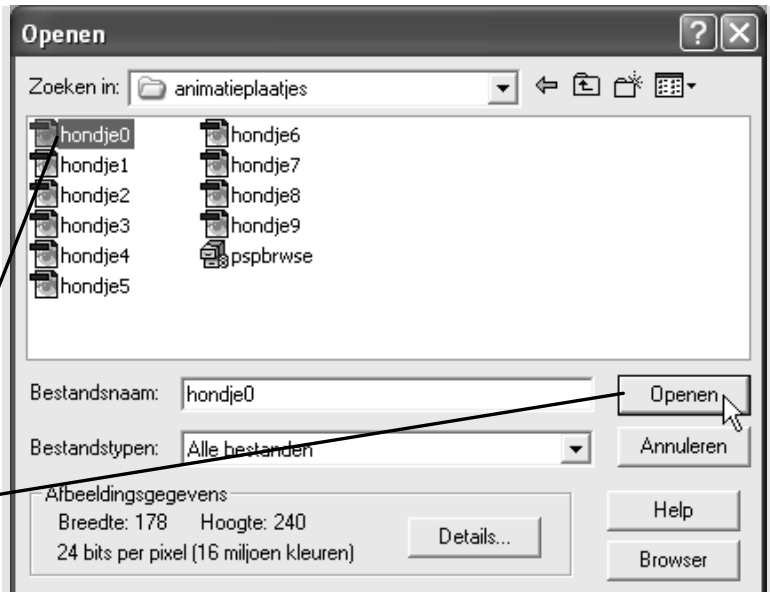 Openen
Zoeken in: animatieplaatjes
hondje0 hondje6
hondje1 hondje7
hondje2 hondje8
hondje3 hondje9
hondje4 pspbrwse
hondje5
Bestandsnaam: hondje0 Openen
Bestandstypen: Alle bestanden Annuleren
Afbeeldingsgegevens
Breedte: 178 Hoogte: 240
24 bits per pixel (16 miljoen kleuren)
Details...
Help
Browser